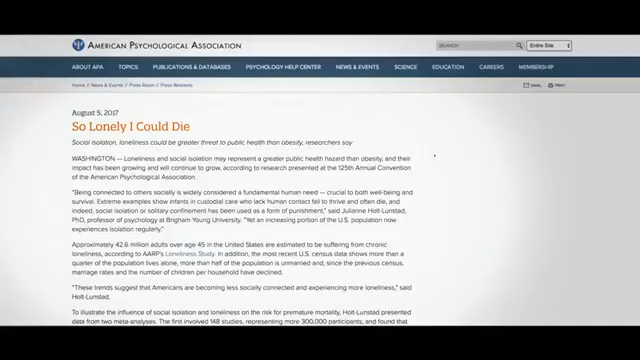 AMERICAN PSYCHOLOGICAL ASSOCIATION
SEARCH
Entire Site
ABOUT APA TOPICS PUBLICATIONS & DATABASES PSYCHOLOGY HELP CENTER NEWS & EVENTS SCIENCE EDUCATION CAREERS MEMBERSHIP
Home // News & Events // Press Room // Press Releases
EMAIL PRINT
August 5, 2017
So Lonely I Could Die
Social isolation, loneliness could be greater threat to public health than obesity, researchers say
WASHINGTON — Loneliness and social isolation may represent a greater public health hazard than obesity, and their
impact has been growing and will continue to grow, according to research presented at the 125th Annual Convention
of the American Psychological Association.
"Being connected to others socially is widely considered a fundamental human need — crucial to both well-being and
survival. Extreme examples show infants in custodial care who lack human contact fail to thrive and often die, and
indeed, social isolation or solitary confinement has been used as a form of punishment," said Julianne Holt-Lunstad,
PhD, professor of psychology at Brigham Young University. "Yet an increasing portion of the U.S. population now
experiences isolation regularly."
Approximately 42.6 million adults over age 45 in the United States are estimated to be suffering from chronic
loneliness, according to AARP's Loneliness Study. In addition, the most recent U.S. census data shows more than a
quarter of the population lives alone, more than half of the population is unmarried and, since the previous census,
marriage rates and the number of children per household have declined.
"These trends suggest that Americans are becoming less socially connected and experiencing more loneliness," said
Holt-Lunstad.
To illustrate the influence of social isolation and loneliness on the risk for premature mortality, Holt-Lunstad presented
data from two meta-analyses. The first involved 148 studies, representing more than 300,000 participants, and found that